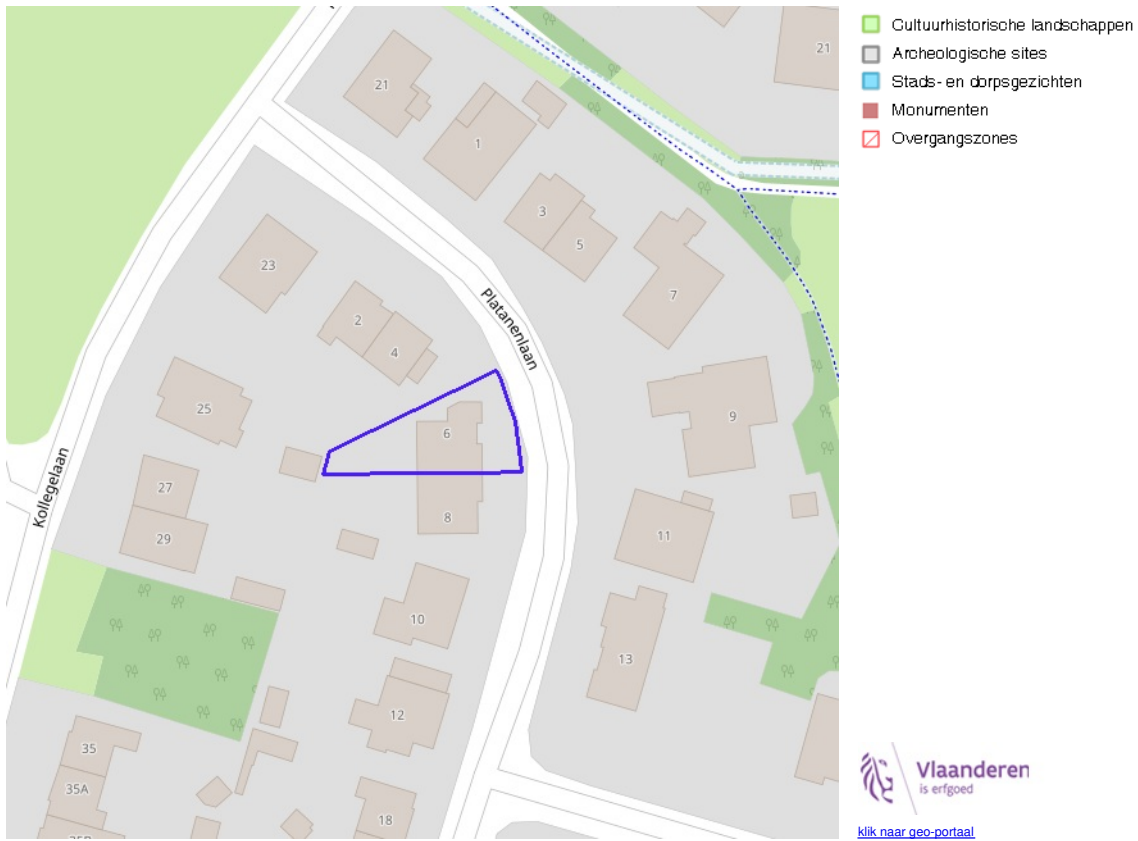 21
21
1
3
5
7
23
2
4
Platanenlaan
25
6
9
27
8
29
11
Kollegelaan
10
13
12
35
35A
18
35B
Cultuurhistorische landschappen
Archeologische sites
Stads- en dorpsgezichten
Monumenten
Overgangszones
Vlaanderen
is erfgoed
klik naar geo-portaal